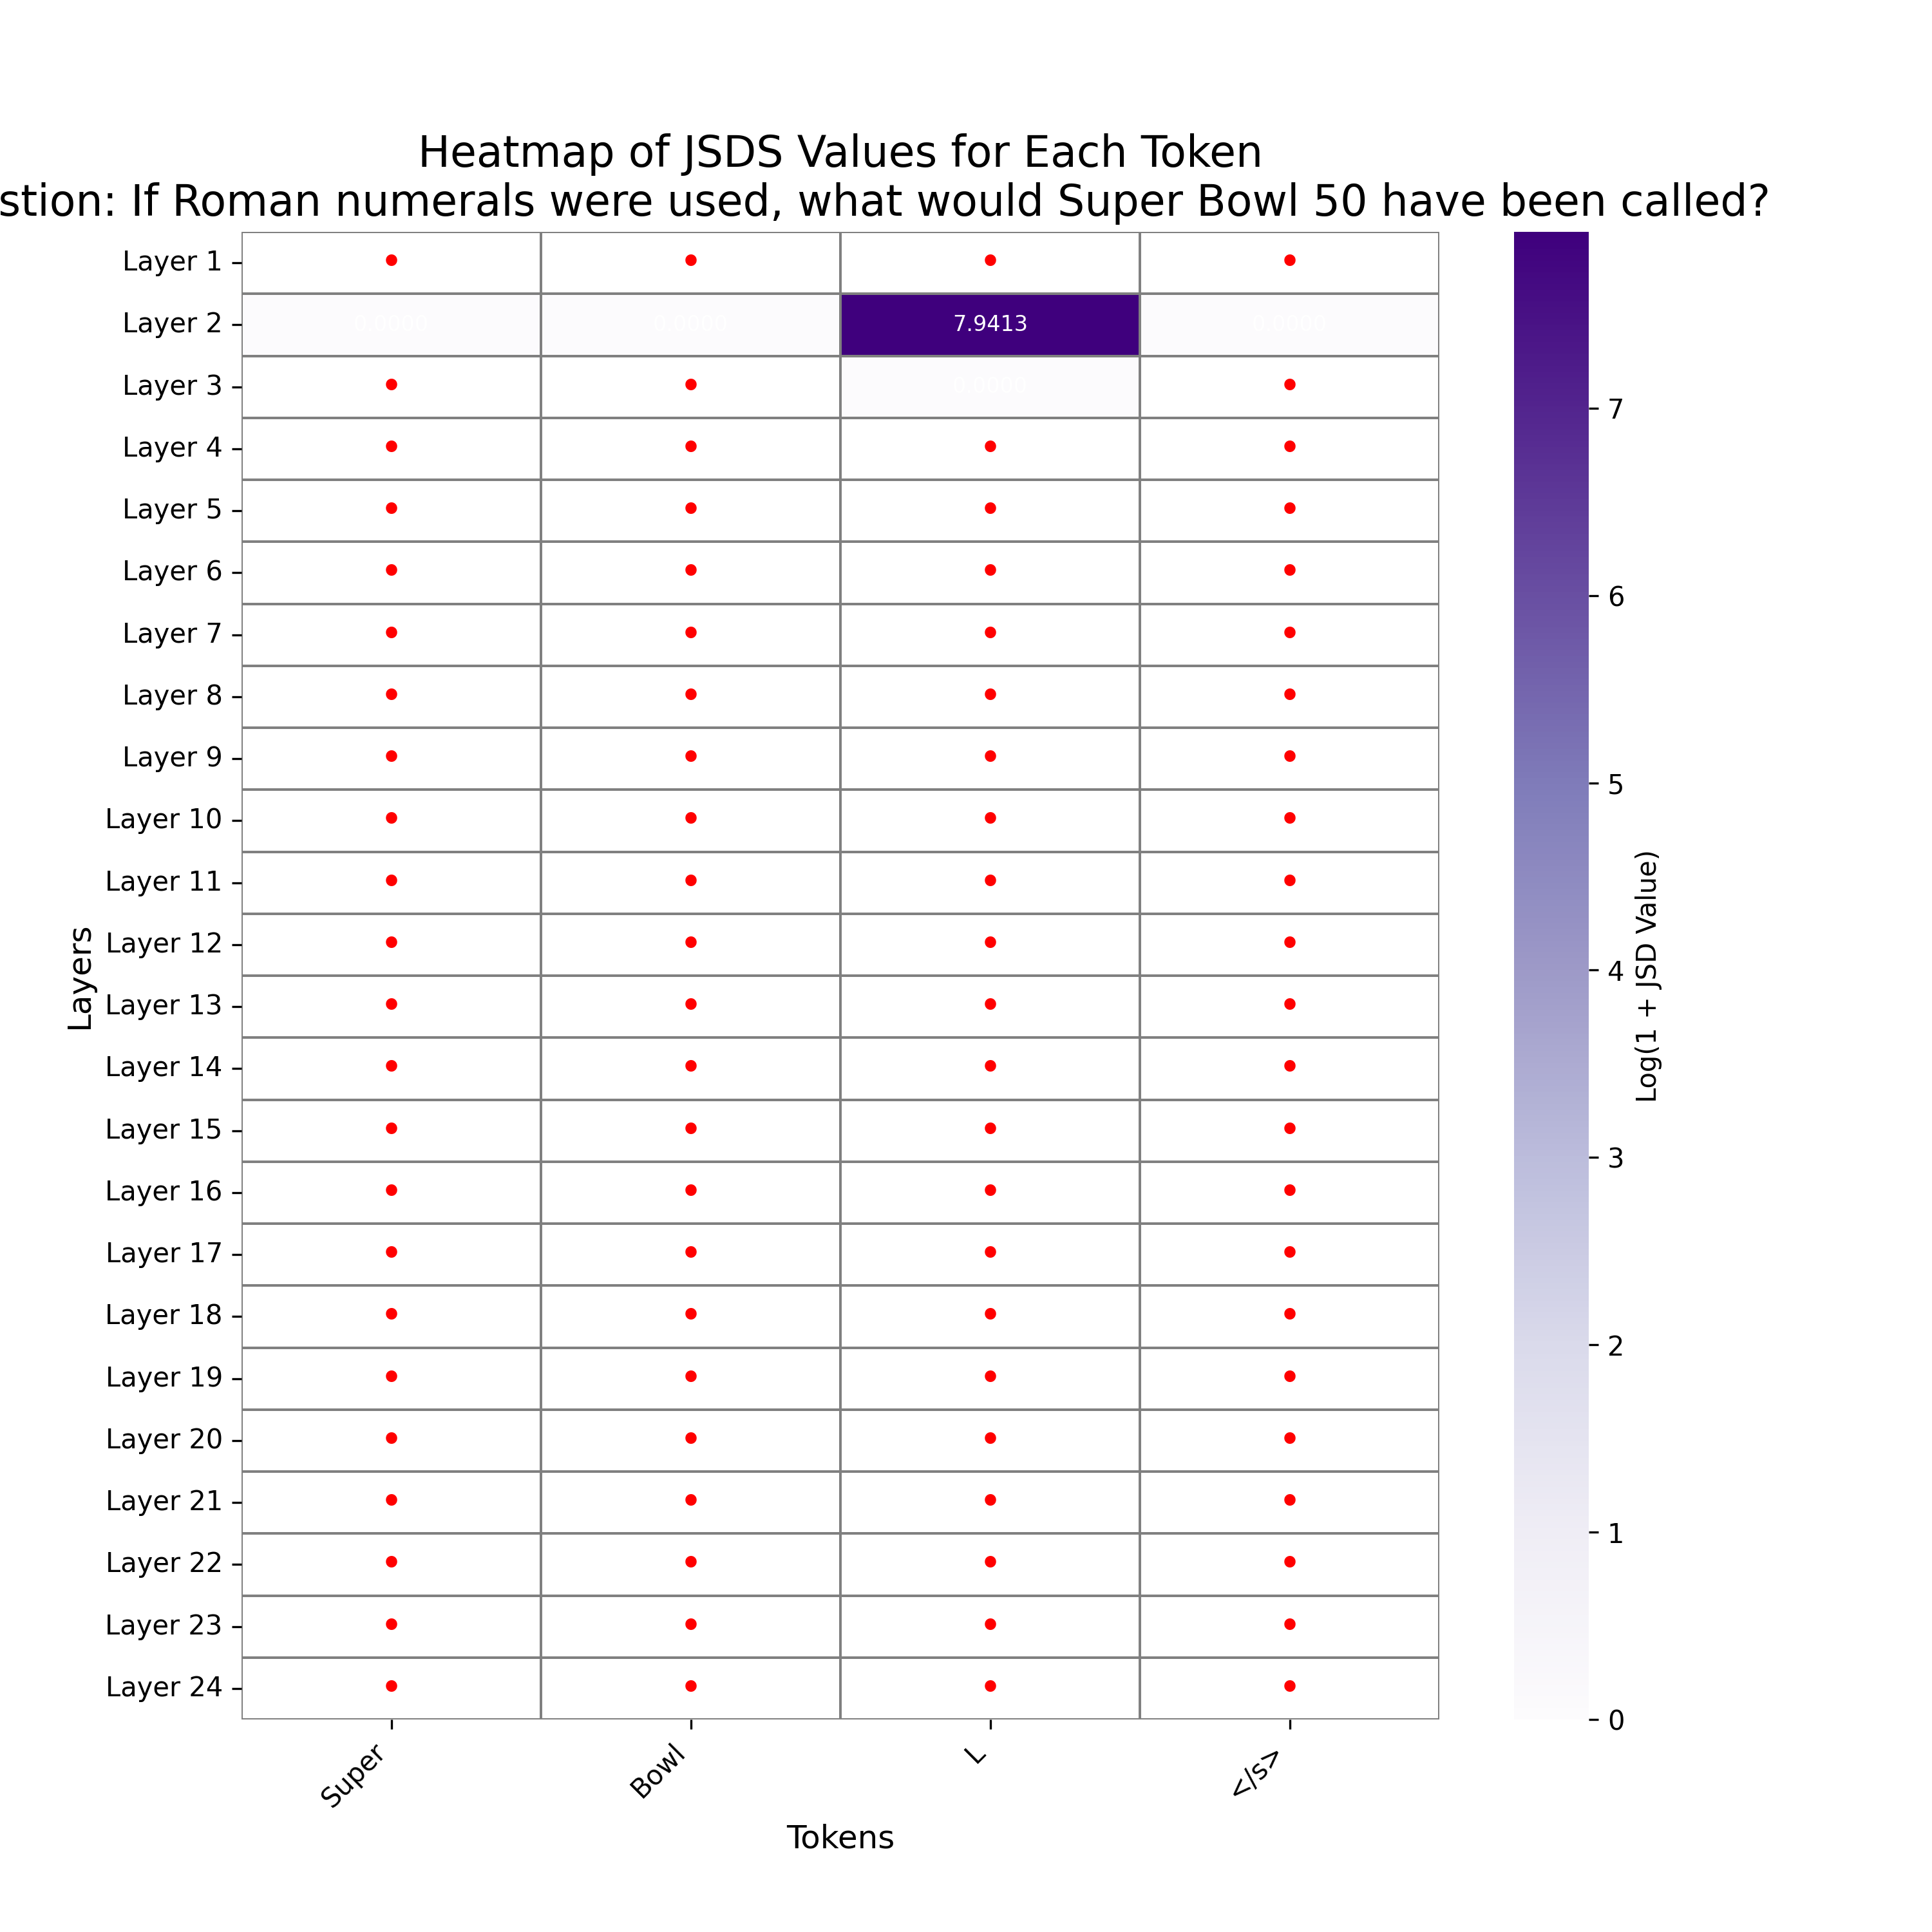 Heatmap of JSDS Values for Each Token
stion: If Roman numerals were used, what would Super Bowl 50 have been called?
Layer 1
Layer 2
7.9413
Layer 3
Layer 4
Layer 5
Layer 6
Layer 7
Layer 8
Layer 9
Layer 10
Layer 11
Layer 12
Layer 13
Layer 14
Layer 15
Layer 16
Layer 17
Layer 18
Layer 19
Layer 20
Layer 21
Layer 22
Layer 23
Layer 24
Layers
Super
Bowl
L
</s>
Tokens
7
6
5
4
3
2
1
0
Log(1 + JSD Value)